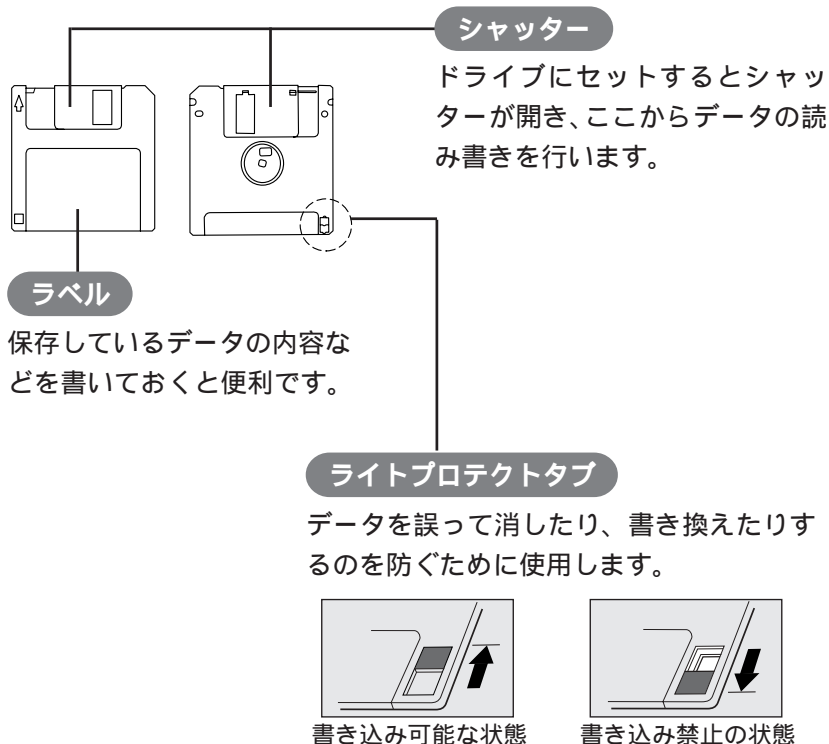 シャッター
ドライブにセットするとシャッ
ターが開き、ここからデータの読
み書きを行います。
ラベル
保存しているデータの内容な
どを書いておくと便利です。
ライトプロテクトタブ
データを誤って消したり、書き換えたりす
るのを防ぐために使用します。
書き込み可能な状態
書き込み禁止の状態